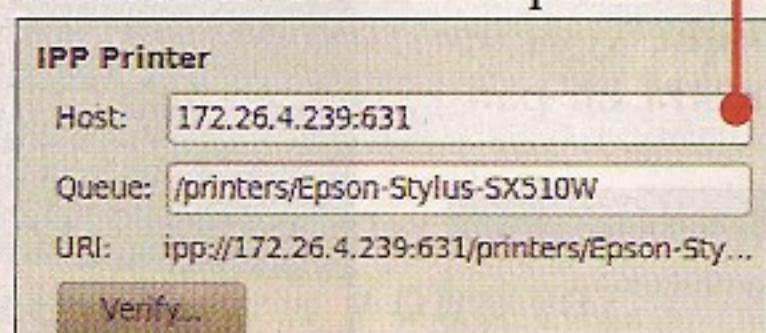 IPP Printer
Host: 172.26.4.239:631
Queue: /printers/Epson-Stylus-SX510W
URI: ipp://172.26.4.239:631/printers/Epson-Sty...
Verify...